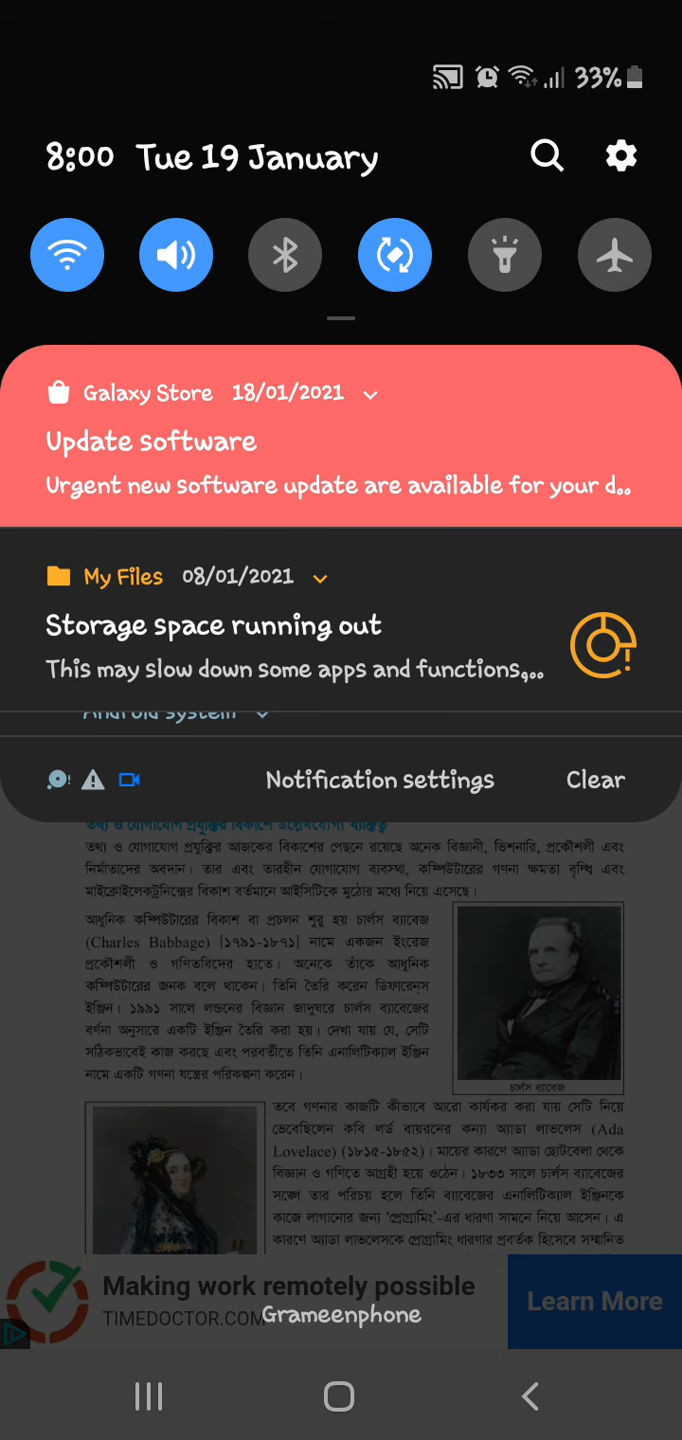 33%
8:00 Tue 19 January
Galaxy Store 18/01/2021
Update software
Urgent new software update are available for your d..
My Files 08/01/2021
Storage space running out
This may slow down some apps and functions,..
Android system
Notification settings Clear
তথ্য ও যোগাযোগ প্রযুক্তির বিকাশে উল্লেখযোগ্য ব্যক্তিত্ব
তথ্য ও যোগাযোগ প্রযুক্তির আজকের বিকাশের পেছনে রয়েছে অনেক বিজ্ঞানী, ভিশনারি, প্রকৌশলী এবং
নির্মাতাদের অবদান। তার এবং তারহীন যোগাযোগ ব্যবস্থা, কম্পিউটারের গণনা ক্ষমতা বৃদ্ধি এবং
মাইক্রোইলেকট্রনিক্সের বিকাশ বর্তমানে আইসিটিকে মুঠোর মধ্যে নিয়ে এসেছে।
আধুনিক কম্পিউটারের বিকাশ বা প্রচলন শুরু হয় চার্লস ব্যাবেজ
(Charles Babbage) [১৭৯১-১৮৭১] নামে একজন ইংরেজ
প্রকৌশলী ও গণিতবিদের হাতে। অনেকে তাঁকে আধুনিক
কম্পিউটারের জনক বলে থাকেন। তিনি তৈরি করেন ডিফারেন্স
ইঞ্জিন। ১৯৯১ সালে লন্ডনের বিজ্ঞান জাদুঘরে চার্লস ব্যাবেজের
বর্ণনা অনুসারে একটি ইঞ্জিন তৈরি করা হয়। দেখা যায় যে, সেটি
সঠিকভাবেই কাজ করছে এবং পরবর্তীতে তিনি এনালিটিক্যাল ইঞ্জিন
নামে একটি গণনা যন্ত্রের পরিকল্পনা করেন।
চার্লস ব্যাবেজ
তবে গণনার কাজটি কীভাবে আরো কার্যকর করা যায় সেটি নিয়ে
ভেবেছিলেন কবি লর্ড বায়রনের কন্যা অ্যাডা লাভলেস (Ada
Lovelace) (১৮১৫-১৮৫২)। মায়ের কারণে অ্যাডা ছোটবেলা থেকে
বিজ্ঞান ও গণিতে আগ্রহী হয়ে ওঠেন। ১৮৩৩ সালে চার্লস ব্যাবেজের
সঙ্গে তার পরিচয় হলে তিনি ব্যাবেজের এনালিটিক্যাল ইঞ্জিনকে
কাজে লাগানোর জন্য ‘প্রোগ্রামিং’-এর ধারণা সামনে নিয়ে আসেন। এ
কারণে অ্যাডা লাভলেসকে প্রোগ্রামিং ধারণার প্রবর্তক হিসেবে সম্মানিত
Making work remotely possible
TIMEDOCTOR.COM
Grameenphone
Learn More